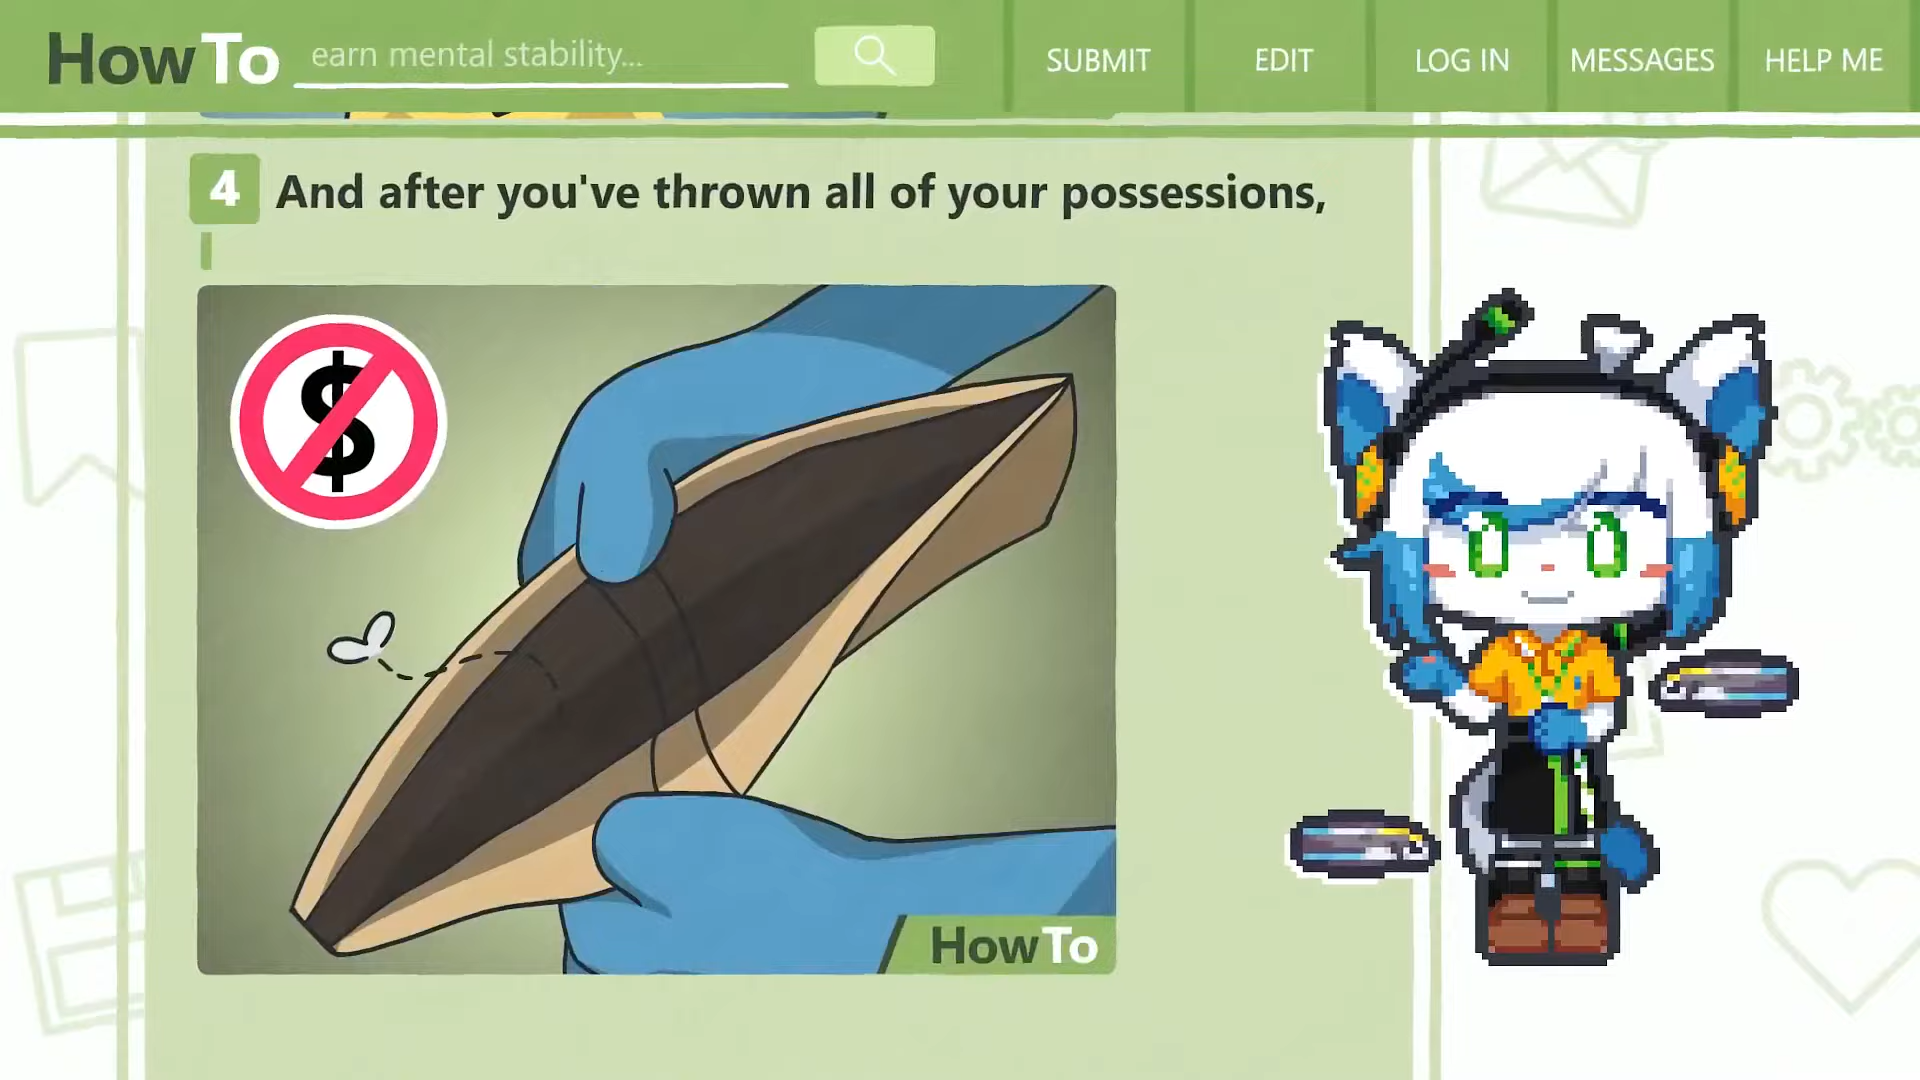 HowTo earn mental stability... SUBMIT EDIT LOG IN MESSAGES HELP ME
4 And after you've thrown all of your possessions,
$
HowTo